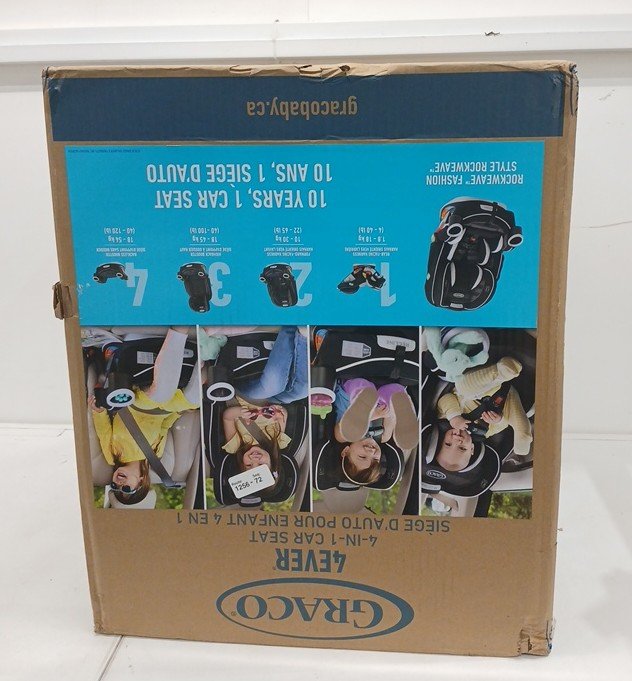 GRACO®
4EVER®
4-IN-1 CAR SEAT
SIÈGE D'AUTO POUR ENFANT 4 EN 1
1256-72
1
REAR-FACING HARNESS
1.8 - 18 kg
(4 - 40 lb)
2
10 - 30 kg
(22 - 65 lb)
3
HIGHBACK BOOSTER
18 - 45 kg
(40 - 100 lb)
4
BACKLESS BOOSTER
18 - 54 kg
(40 - 120 lb)
10 YEARS, 1 CAR SEAT
10 ANS, 1 SIÈGE D'AUTO
ROCKWEAVE™ FASHION
STYLE ROCKWEAVE™
gracobaby.ca